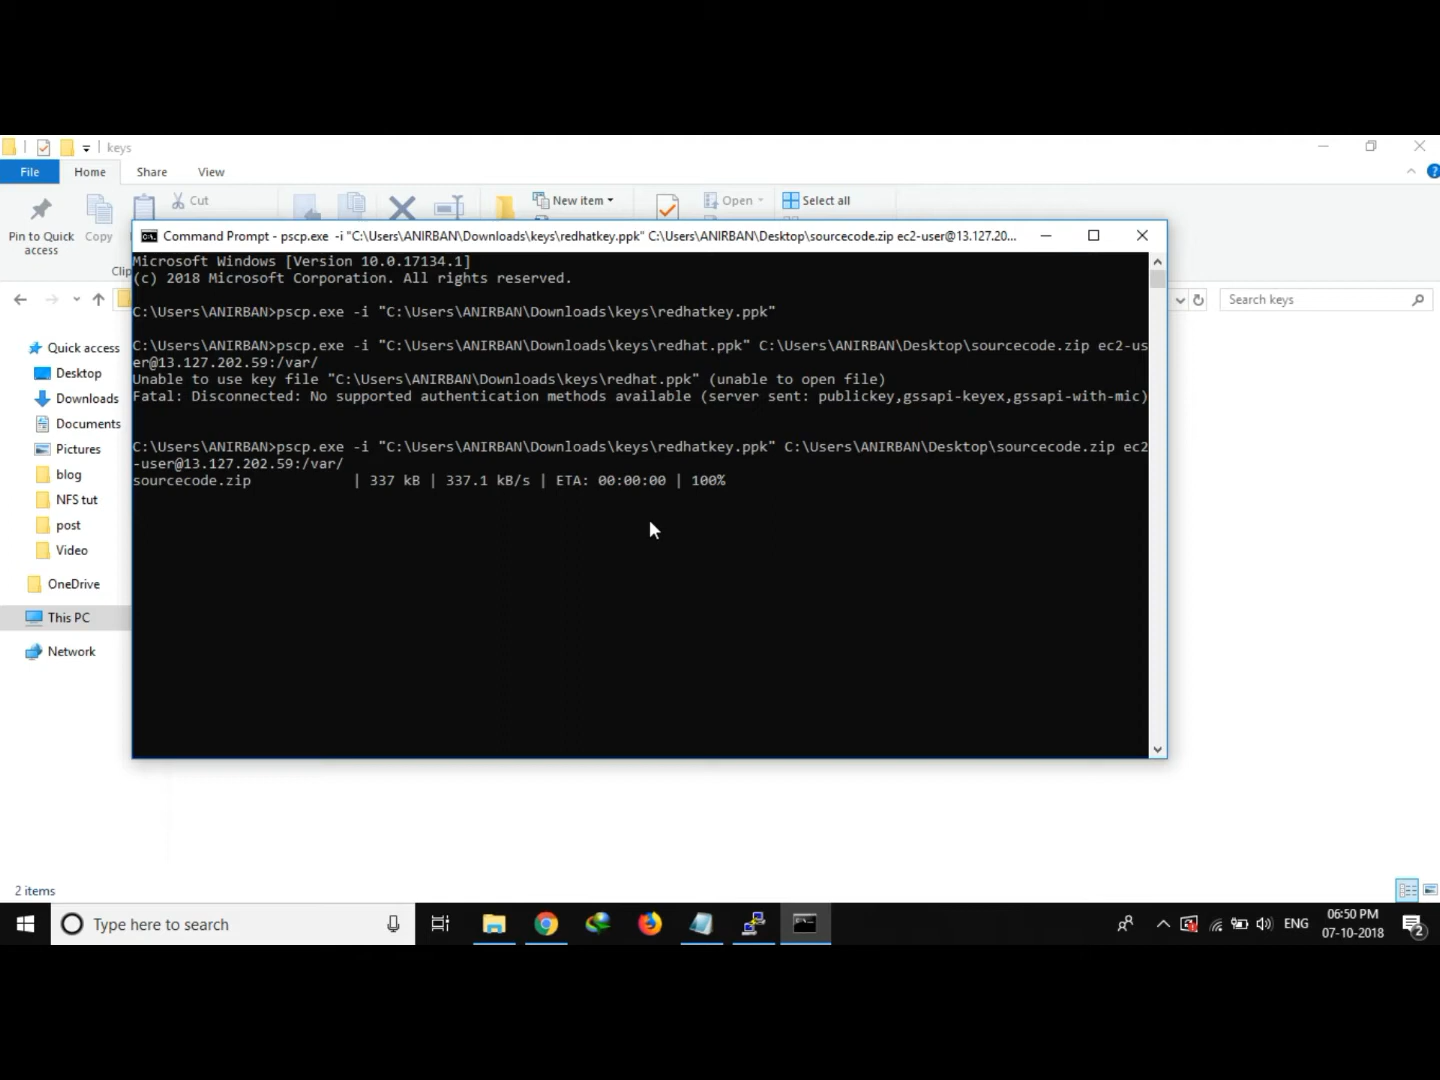 keys
File Home Share View
Cut New item Open Select all
Pin to Quick access Copy
Clip
Command Prompt - pscp.exe -i "C:\Users\ANIRBAN\Downloads\keys\redhatkey.ppk" C:\Users\ANIRBAN\Desktop\sourcecode.zip ec2-user@13.127.20...
Microsoft Windows [Version 10.0.17134.1]
(c) 2018 Microsoft Corporation. All rights reserved.
C:\Users\ANIRBAN>pscp.exe -i "C:\Users\ANIRBAN\Downloads\keys\redhatkey.ppk"
C:\Users\ANIRBAN>pscp.exe -i "C:\Users\ANIRBAN\Downloads\keys\redhat.ppk" C:\Users\ANIRBAN\Desktop\sourcecode.zip ec2-us
er@13.127.202.59:/var/
Unable to use key file "C:\Users\ANIRBAN\Downloads\keys\redhat.ppk" (unable to open file)
Fatal: Disconnected: No supported authentication methods available (server sent: publickey,gssapi-keyex,gssapi-with-mic)
C:\Users\ANIRBAN>pscp.exe -i "C:\Users\ANIRBAN\Downloads\keys\redhatkey.ppk" C:\Users\ANIRBAN\Desktop\sourcecode.zip ec2
-user@13.127.202.59:/var/
sourcecode.zip | 337 kB | 337.1 kB/s | ETA: 00:00:00 | 100%
Search keys
Quick access
Desktop
Downloads
Documents
Pictures
blog
NFS tut
post
Video
OneDrive
This PC
Network
2 items
Type here to search
ENG
06:50 PM
07-10-2018
2